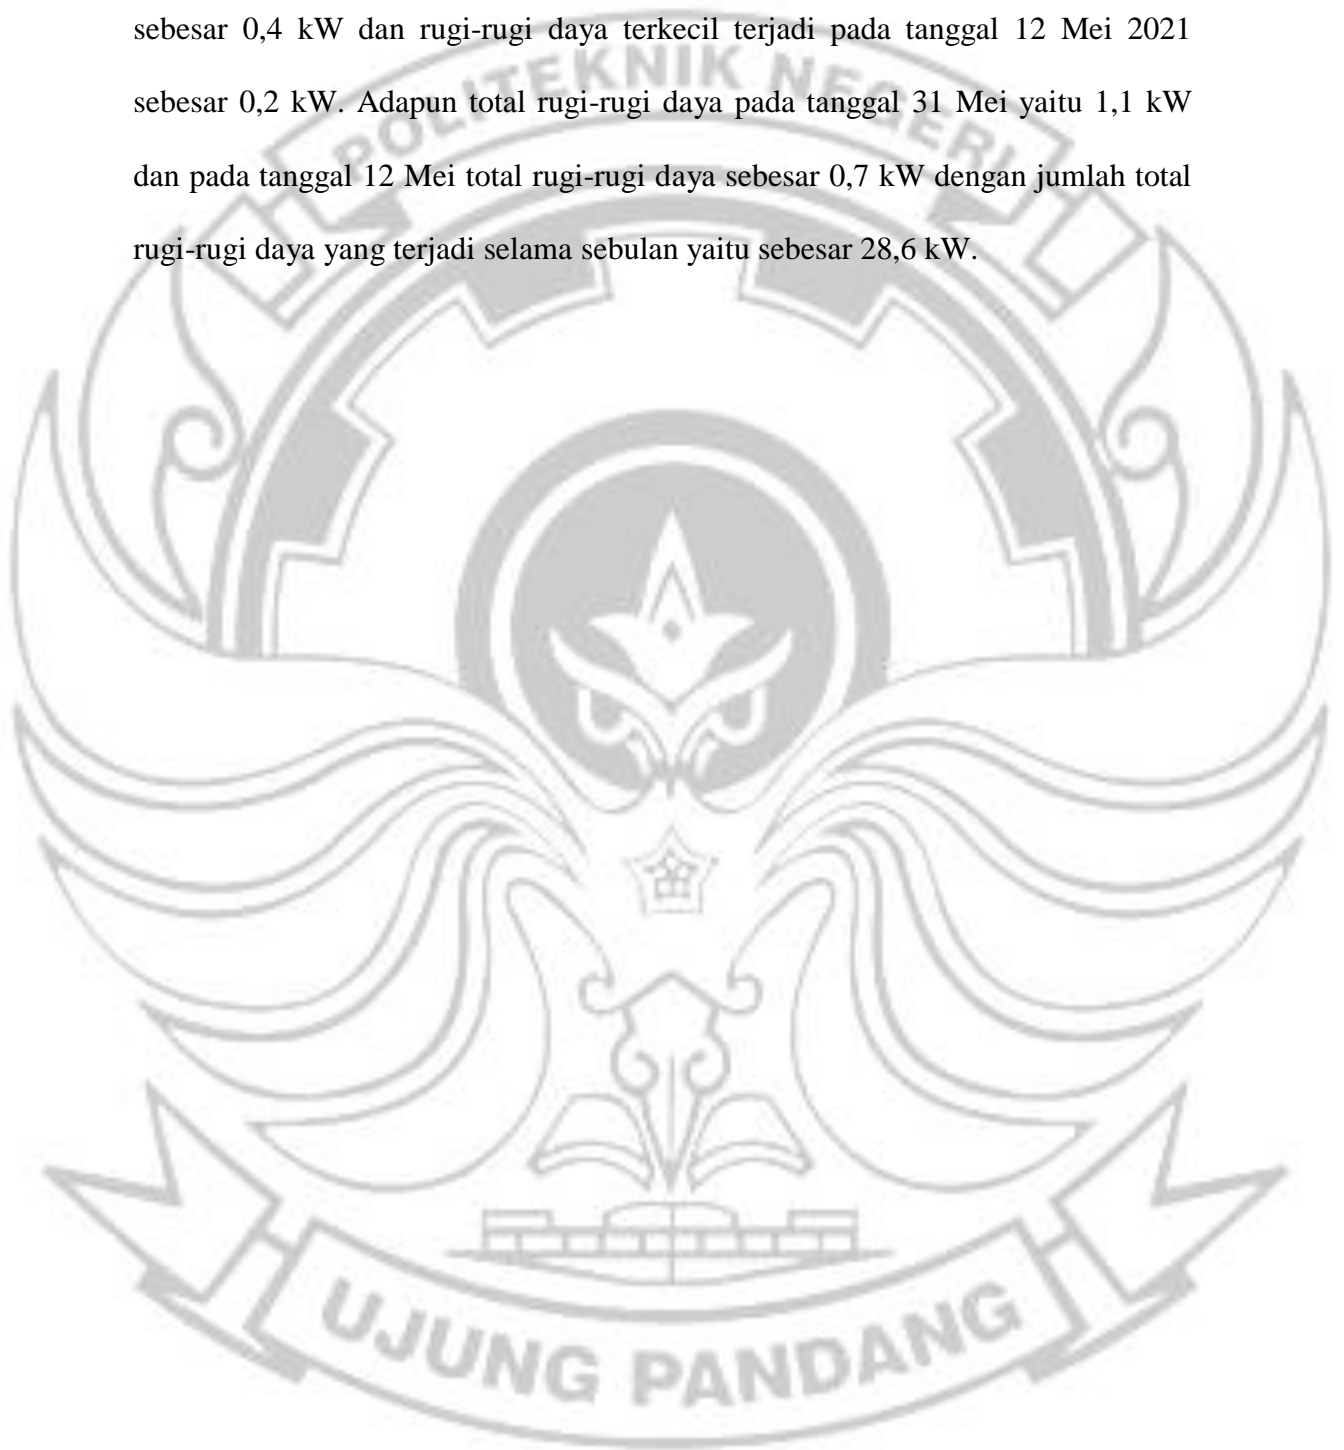 sebesar 0,4 kW dan rugi-rugi daya terkecil terjadi pada tanggal 12 Mei 2021
sebesar 0,2 kW. Adapun total rugi-rugi daya pada tanggal 31 Mei yaitu 1,1 kW
dan pada tanggal 12 Mei total rugi-rugi daya sebesar 0,7 kW dengan jumlah total
rugi-rugi daya yang terjadi selama sebulan yaitu sebesar 28,6 kW.
POLITEKNIK NEGERI
UJUNG PANDANG